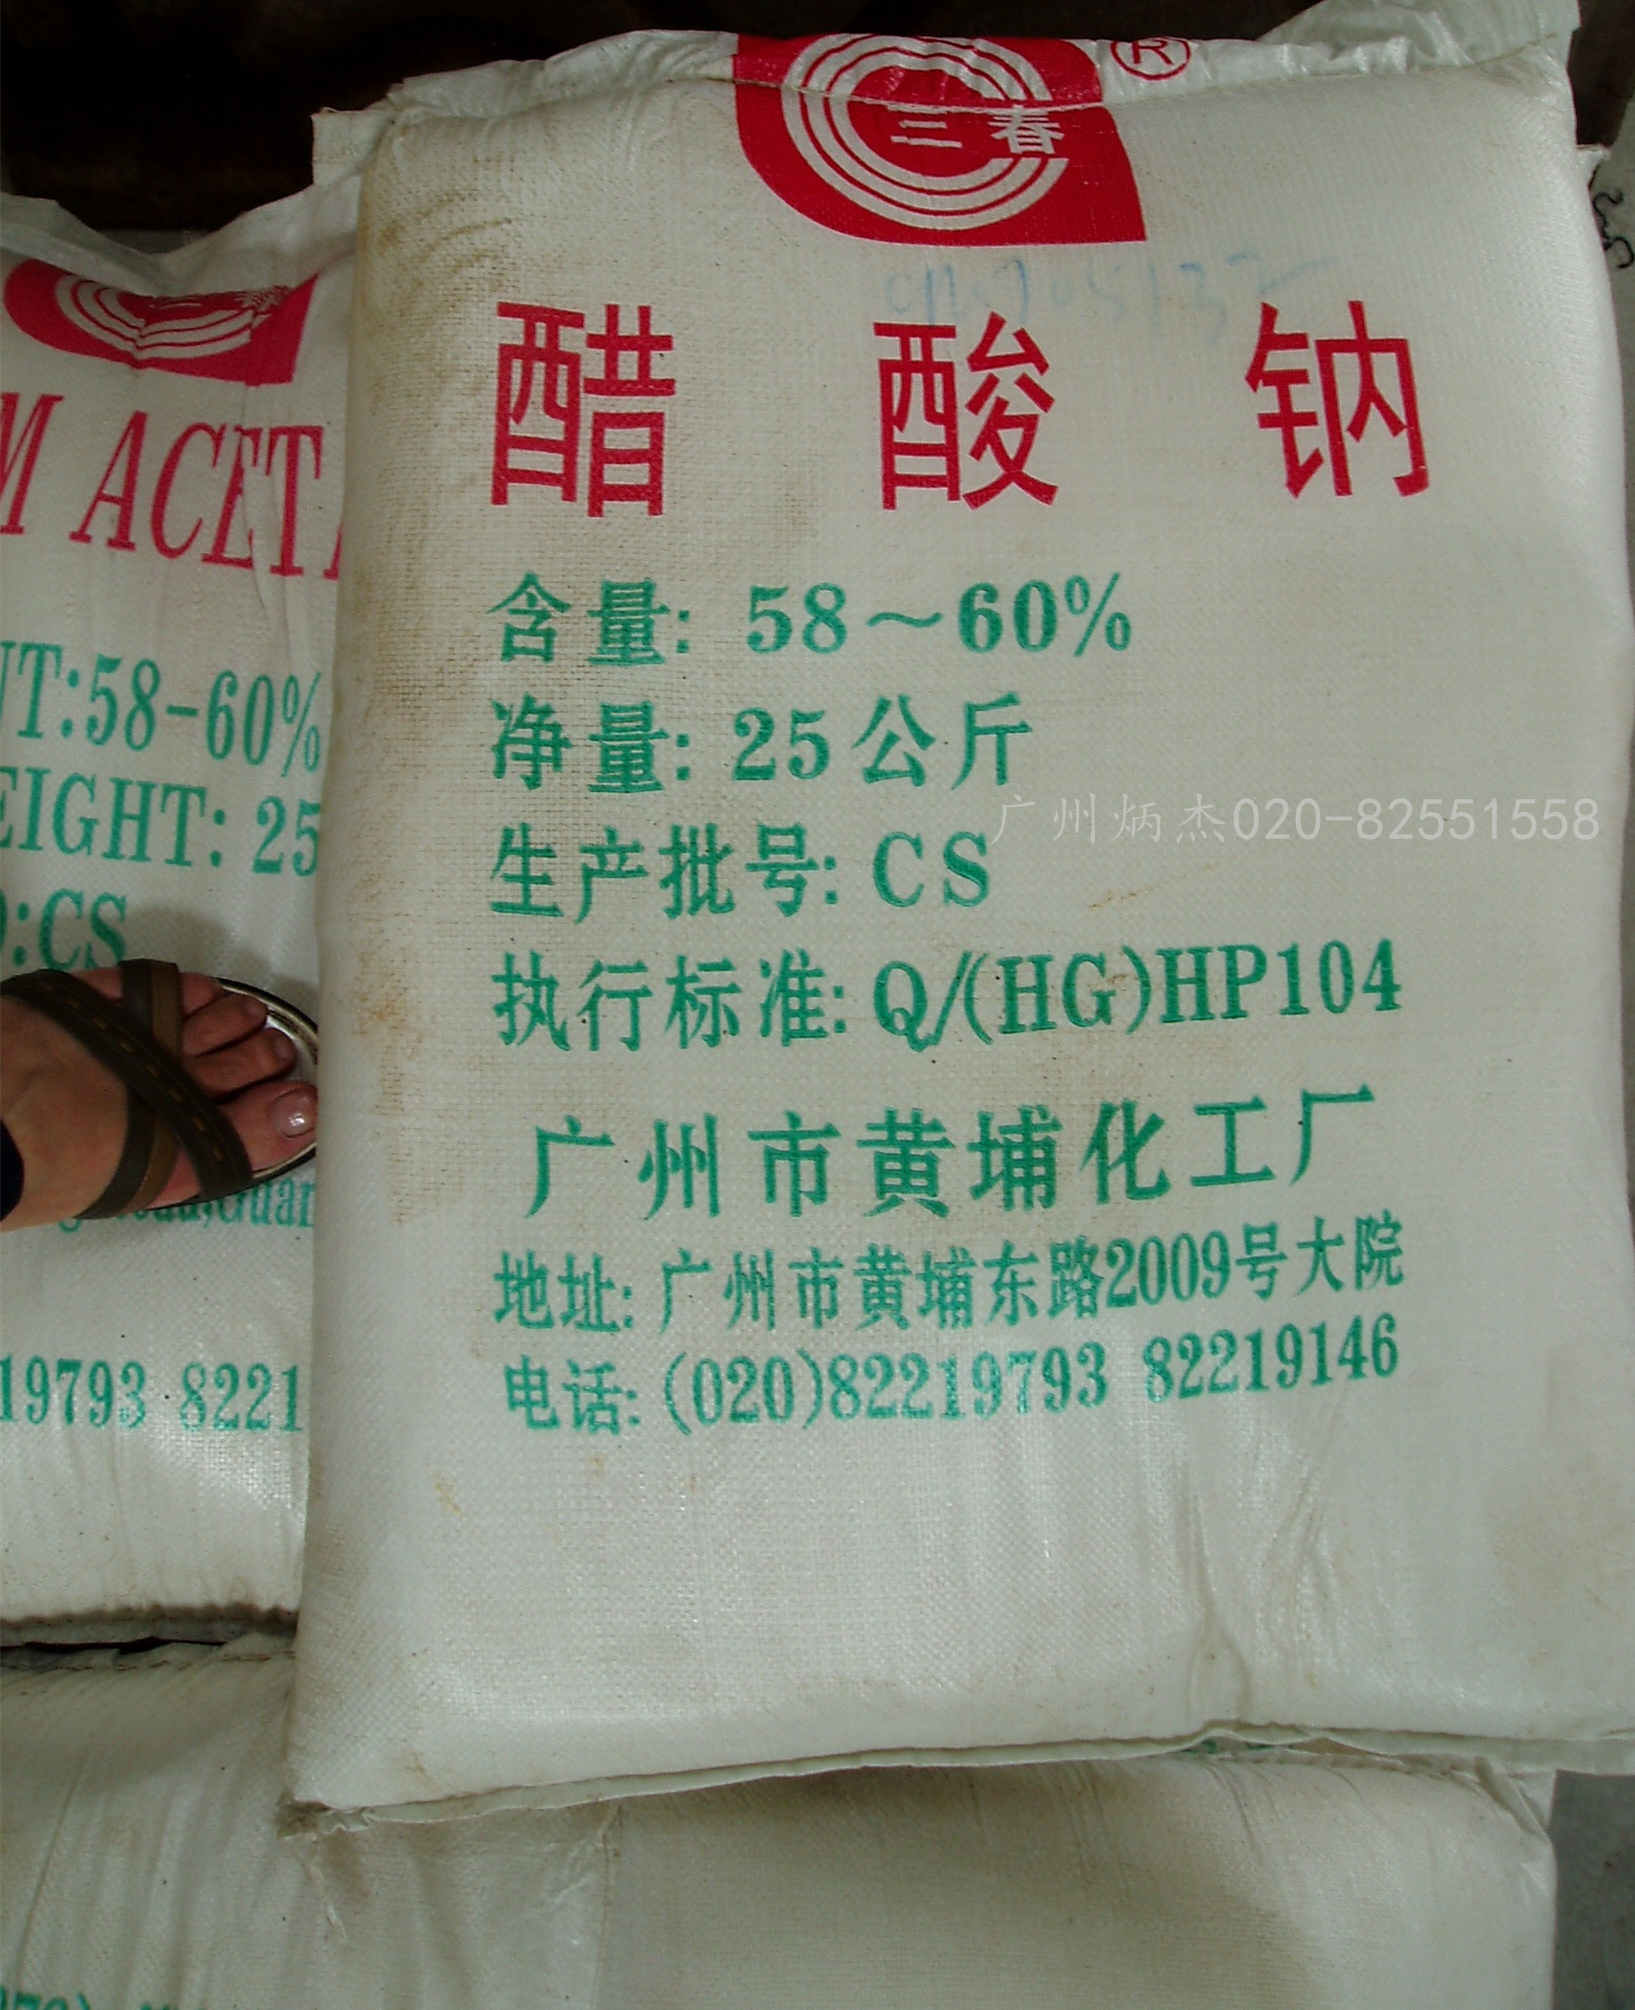 三春
®
醋酸钠
含量: 58～60%
净量: 25公斤
生产批号: CS
执行标准: Q/(HG)HP104
广州市黄埔化工厂
地址: 广州市黄埔东路2009号大院
电话: (020)82219793 82219146
广州炳杰020-82551558
M ACET
NT:58-60%
EIGHT: 25
:CS
19793 8221